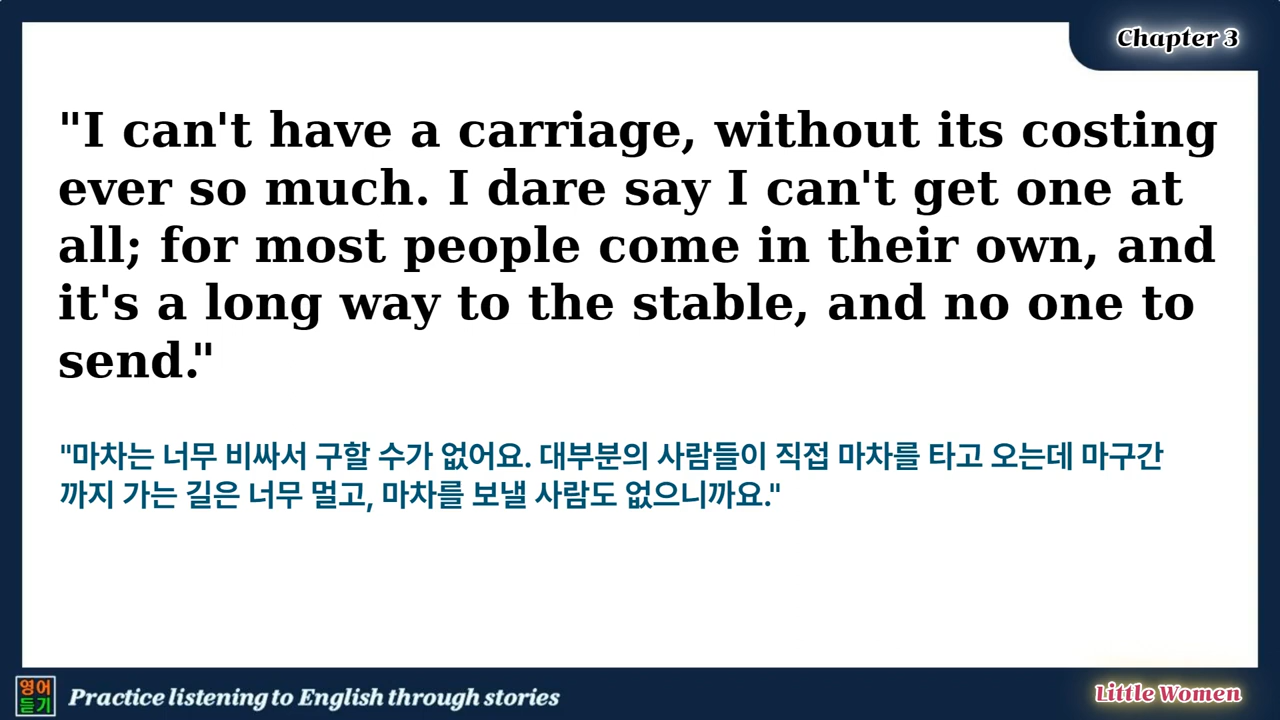 Chapter 3
"I can't have a carriage, without its costing
ever so much. I dare say I can't get one at
all; for most people come in their own, and
it's a long way to the stable, and no one to
send."
"마차는 너무 비싸서 구할 수가 없어요. 대부분의 사람들이 직접 마차를 타고 오는데 마구간
까지 가는 길은 너무 멀고, 마차를 보낼 사람도 없으니까요."
영어
듣기
Practice listening to English through stories
Little Women